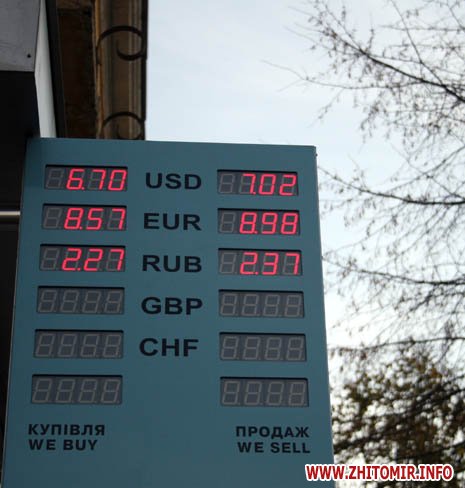 6.70 USD 7.02
8.57 EUR 8.98
2.27 RUB 2.37
GBP
CHF
КУПІВЛЯ ПРОДАЖ
WE BUY WE SELL
WWW.ZHITOMIR.INFO